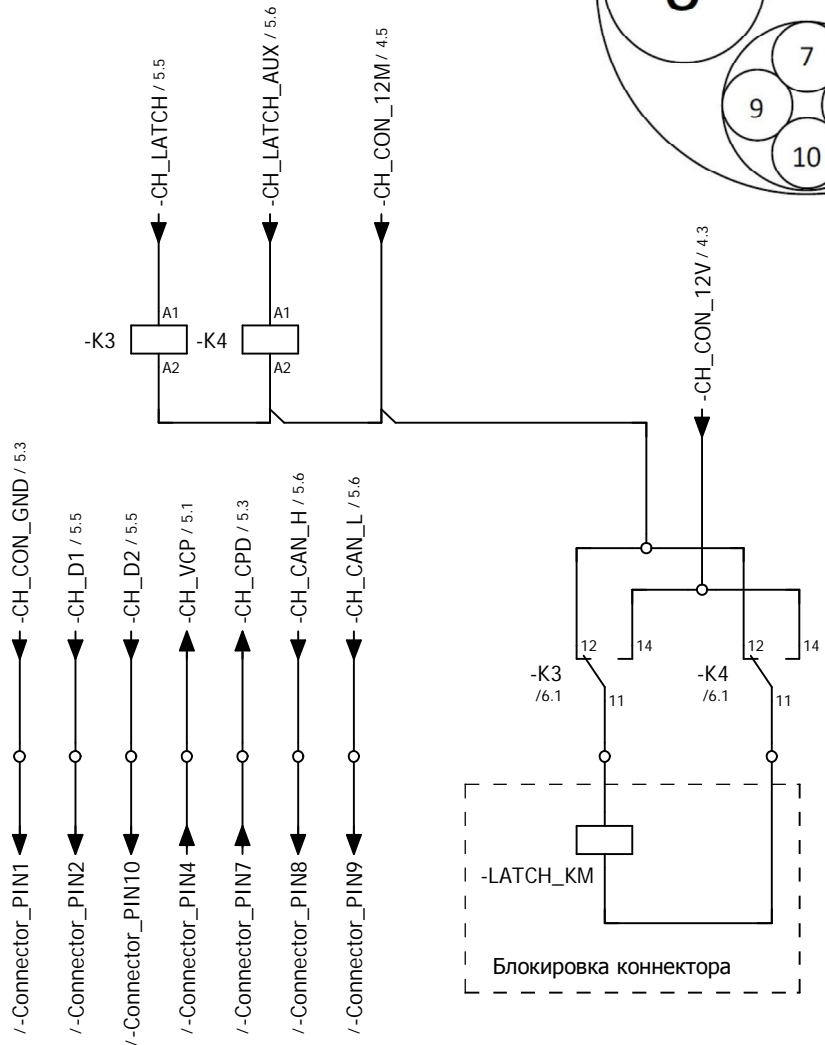 7
9
10
-CH_LATCH / 5.5
-CH_LATCH_AUX / 5.6
-CH_CON_12M / 4.5
-CH_CON_12V / 4.3
A1
-K3
A2
A1
-K4
A2
-CH_CON_GND / 5.3
-CH_D1 / 5.5
-CH_D2 / 5.5
-CH_VCP / 5.1
-CH_CPD / 5.3
-CH_CAN_H / 5.6
-CH_CAN_L / 5.6
12
14
-K3
/6.1
11
12
14
-K4
/6.1
11
/-Connector_PIN1
/-Connector_PIN2
/-Connector_PIN10
/-Connector_PIN4
/-Connector_PIN7
/-Connector_PIN8
/-Connector_PIN9
-LATCH_KM
Блокировка коннектора